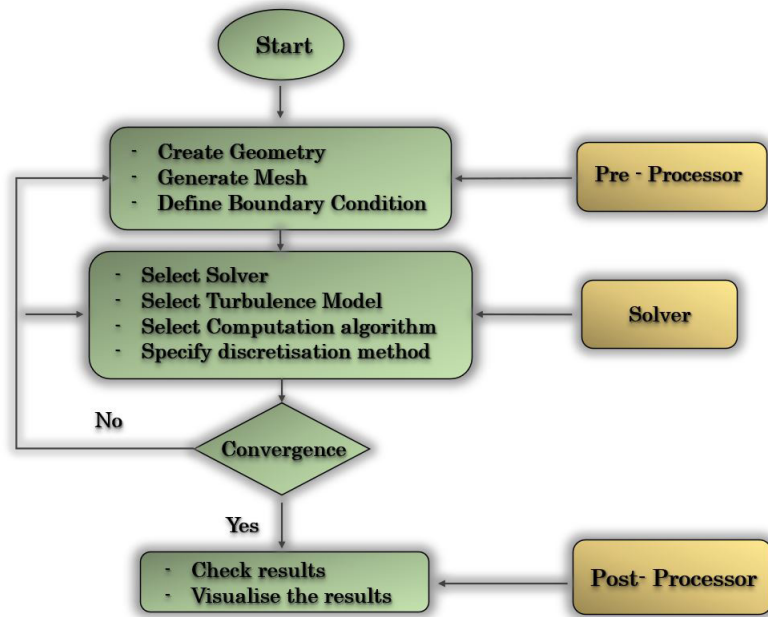 Start
- Create Geometry
- Generate Mesh
- Define Boundary Condition
Pre - Processor
- Select Solver
- Select Turbulence Model
- Select Computation algorithm
- Specify discretisation method
Solver
No
Convergence
Yes
- Check results
- Visualise the results
Post- Processor